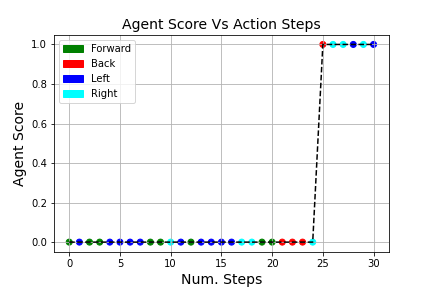 Agent Score Vs Action Steps
Agent Score
1.0
0.8
0.6
0.4
0.2
0.0
Forward
Back
Left
Right
0 5 10 15 20 25 30
Num. Steps